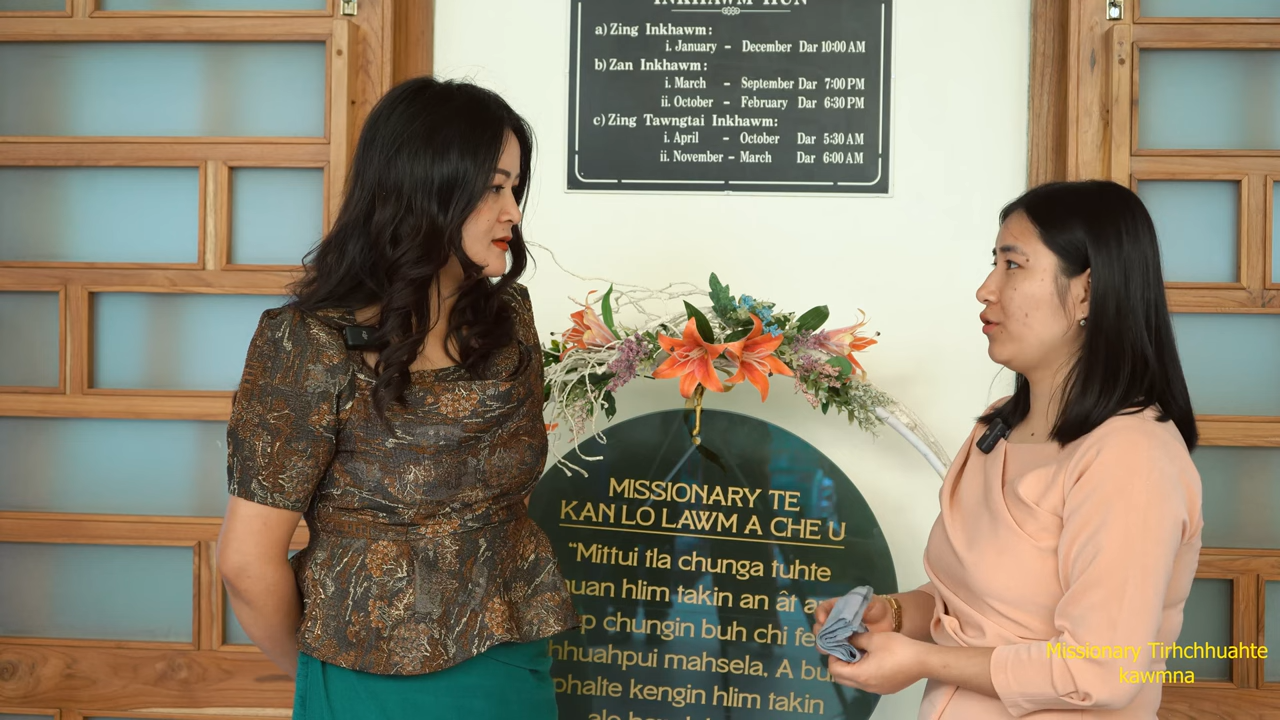 INKHAWM HUN
a) Zing Inkhawm:
i. January - December Dar 10:00 AM
b) Zan Inkhawm:
i. March - September Dar 7:00 PM
ii. October - February Dar 6:30 PM
c) Zing Tawngtai Inkhawm:
i. April - October Dar 5:30 AM
ii. November - March Dar 6:00 AM
MISSIONARY TE
KAN LO LAWM A CHE U
“Mittui tla chunga tuhte
hlim takin an ât
chungin buh chi
mahsela, A
kengin hlim takin
Missionary Tirhchhuahte
kawmna